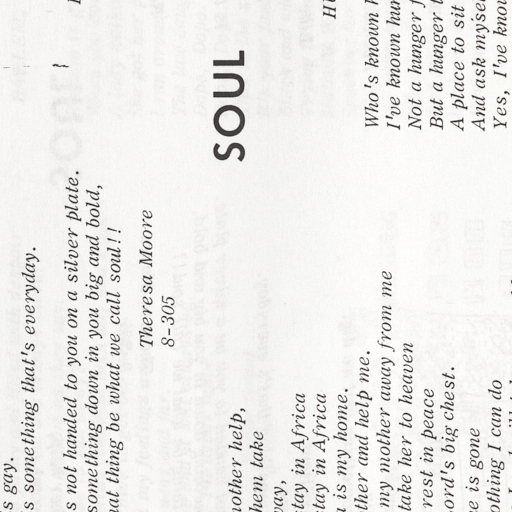 s gay.
s something that's everyday.
s not handed to you on a silver plate.
something down in you big and bold,
at thing be what we call soul!!
Theresa Moore
8-305
SOUL
other help,
hem take
ay,
tay in Africa
tay in Africa
is my home.
ther and help me.
my mother away from me
take her to heaven
rest in peace
ord's big chest.
e is gone
othing I can do
Who's known
I've known hun
Not a hunger
But a hunger
A place to sit
And ask myse
Yes, I've